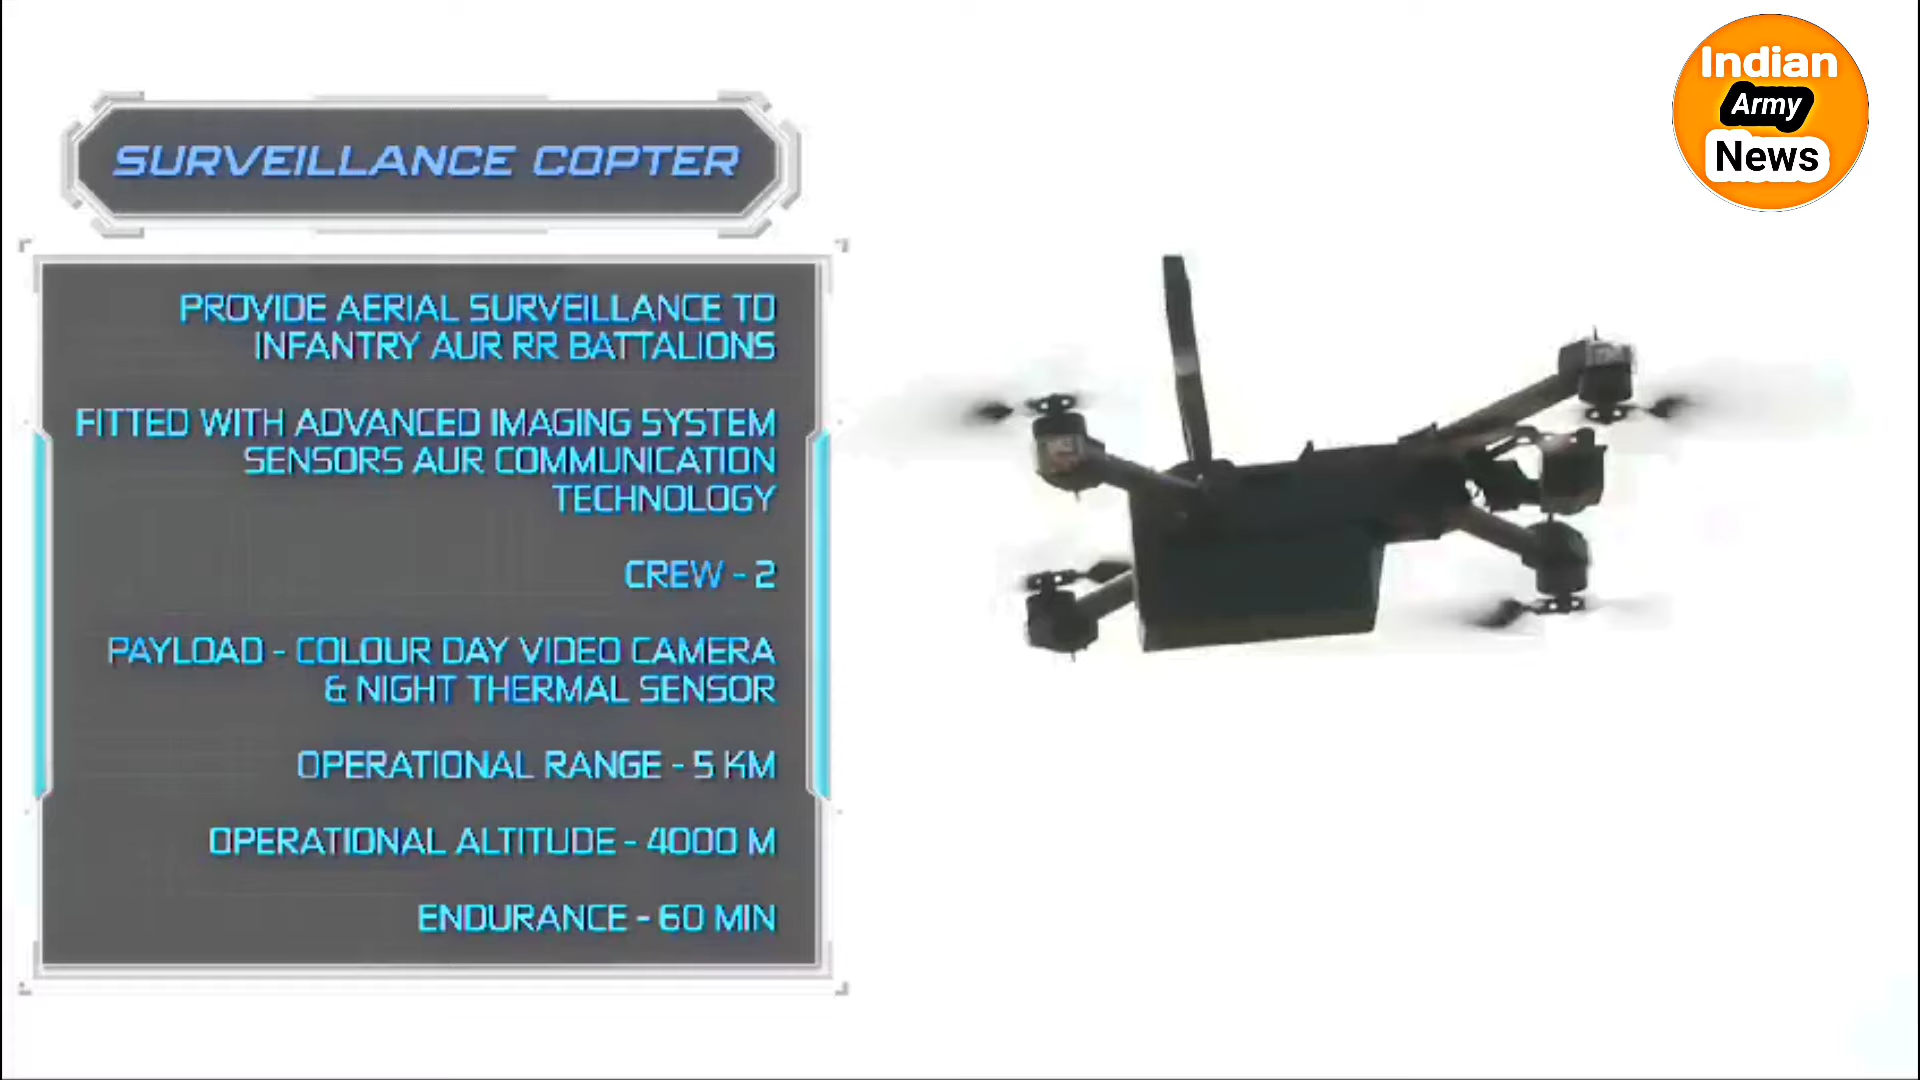 SURVEILLANCE COPTER
PROVIDE AERIAL SURVEILLANCE TO
INFANTRY AUR RR BATTALIONS
FITTED WITH ADVANCED IMAGING SYSTEM
SENSORS AUR COMMUNICATION
TECHNOLOGY
CREW - 2
PAYLOAD - COLOUR DAY VIDEO CAMERA
& NIGHT THERMAL SENSOR
OPERATIONAL RANGE - 5 KM
OPERATIONAL ALTITUDE - 4000 M
ENDURANCE - 60 MIN
Indian
Army
News